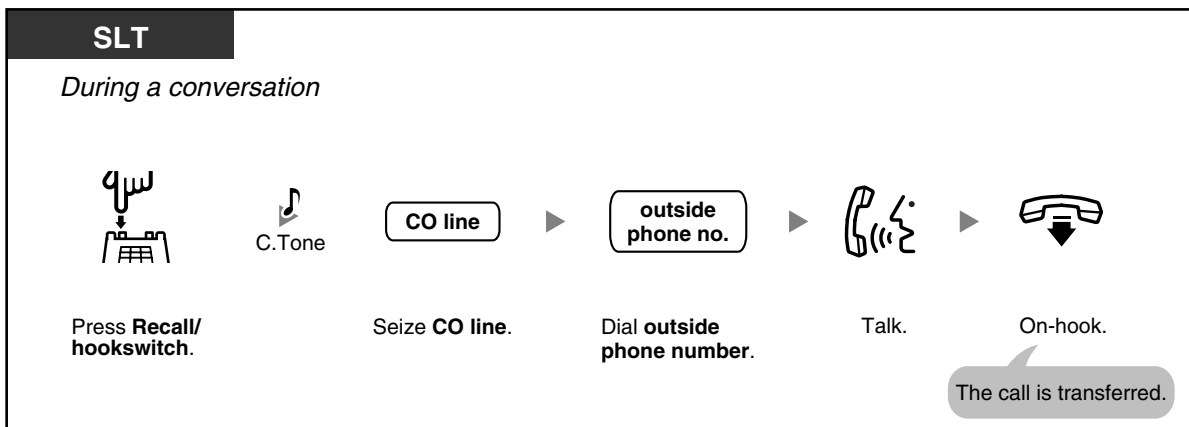 SLT
During a conversation
C.Tone
CO line
outside
phone no.
Press Recall/
hookswitch.
Seize CO line.
Dial outside
phone number.
Talk.
On-hook.
The call is transferred.